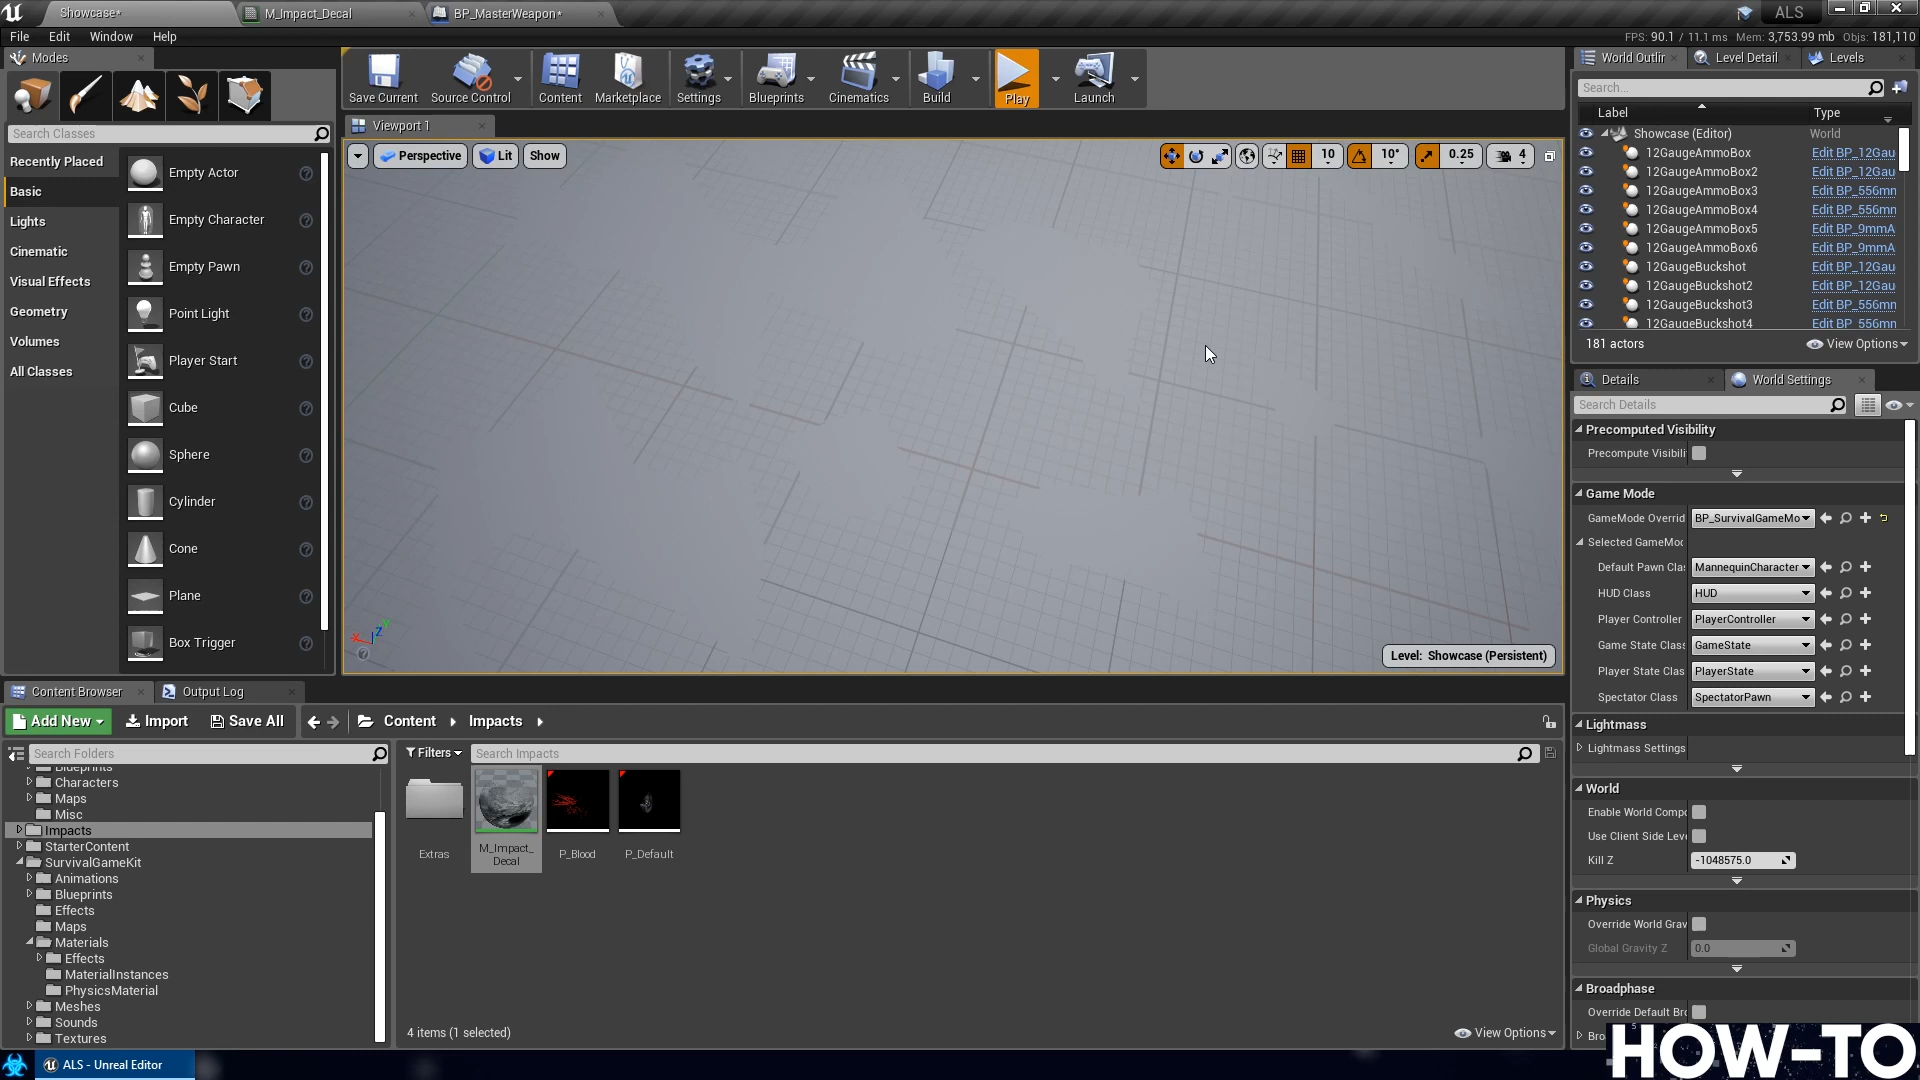 Showcase*
M_Impact_Decal
BP_MasterWeapon*
ALS
File Edit Window Help
FPS: 90.1 / 11.1 ms Mem: 3,753.99 mb Objs: 181,110
Modes
Save Current
Source Control
Content
Marketplace
Settings
Blueprints
Cinematics
Build
Play
Launch
World Outlir
Level Detail
Levels
Search...
Label
Type
Showcase (Editor) World
12GaugeAmmoBox Edit BP_12Gau
12GaugeAmmoBox2 Edit BP_12Gau
12GaugeAmmoBox3 Edit BP_556mn
12GaugeAmmoBox4 Edit BP_556mn
12GaugeAmmoBox5 Edit BP_9mmA
12GaugeAmmoBox6 Edit BP_9mmA
12GaugeBuckshot Edit BP_12Gau
12GaugeBuckshot2 Edit BP_12Gau
12GaugeBuckshot3 Edit BP_556mn
12GaugeBuckshot4 Edit BP_556mn
181 actors
View Options
Search Classes
Recently Placed
Basic
Lights
Cinematic
Visual Effects
Geometry
Volumes
All Classes
Empty Actor
Empty Character
Empty Pawn
Point Light
Player Start
Cube
Sphere
Cylinder
Cone
Plane
Box Trigger
Viewport 1
Perspective
Lit
Show
10
10°
0.25
4
X Z Y
Level: Showcase (Persistent)
Details
World Settings
Search Details
Precomputed Visibility
Precompute Visibili
Game Mode
GameMode Overrid BP_SurvivalGameMo
Selected GameMod
Default Pawn Clas MannequinCharacter
HUD Class HUD
Player Controller PlayerController
Game State Class GameState
Player State Clas PlayerState
Spectator Class SpectatorPawn
Lightmass
Lightmass Settings
World
Enable World Compo
Use Client Side Leve
Kill Z -1048575.0
Physics
Override World Grav
Global Gravity Z 0.0
Broadphase
Override Default Bro
Bro
Content Browser
Output Log
Add New
Import
Save All
Content
Impacts
Search Folders
Blueprints
Characters
Maps
Misc
Impacts
StarterContent
SurvivalGameKit
Animations
Blueprints
Effects
Maps
Materials
Effects
MaterialInstances
PhysicsMaterial
Meshes
Sounds
Textures
Filters
Search Impacts
Extras
M_Impact_
Decal
P_Blood
P_Default
4 items (1 selected)
View Options
ALS - Unreal Editor
HOW-TO